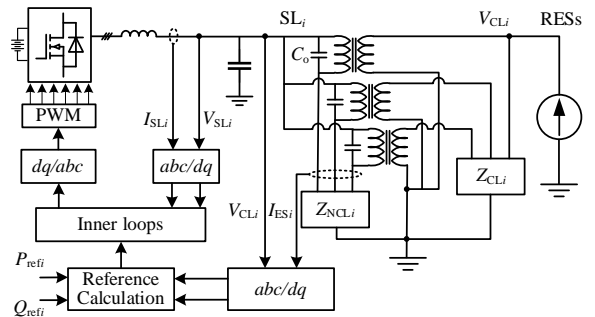 SLi
VCLi
RESs
Co
PWM
ISLi
VSLi
dq/abc
abc/dq
ZCLi
VCLi
IESi
ZNCLi
Inner loops
Prefi
Reference
Calculation
abc/dq
Qrefi